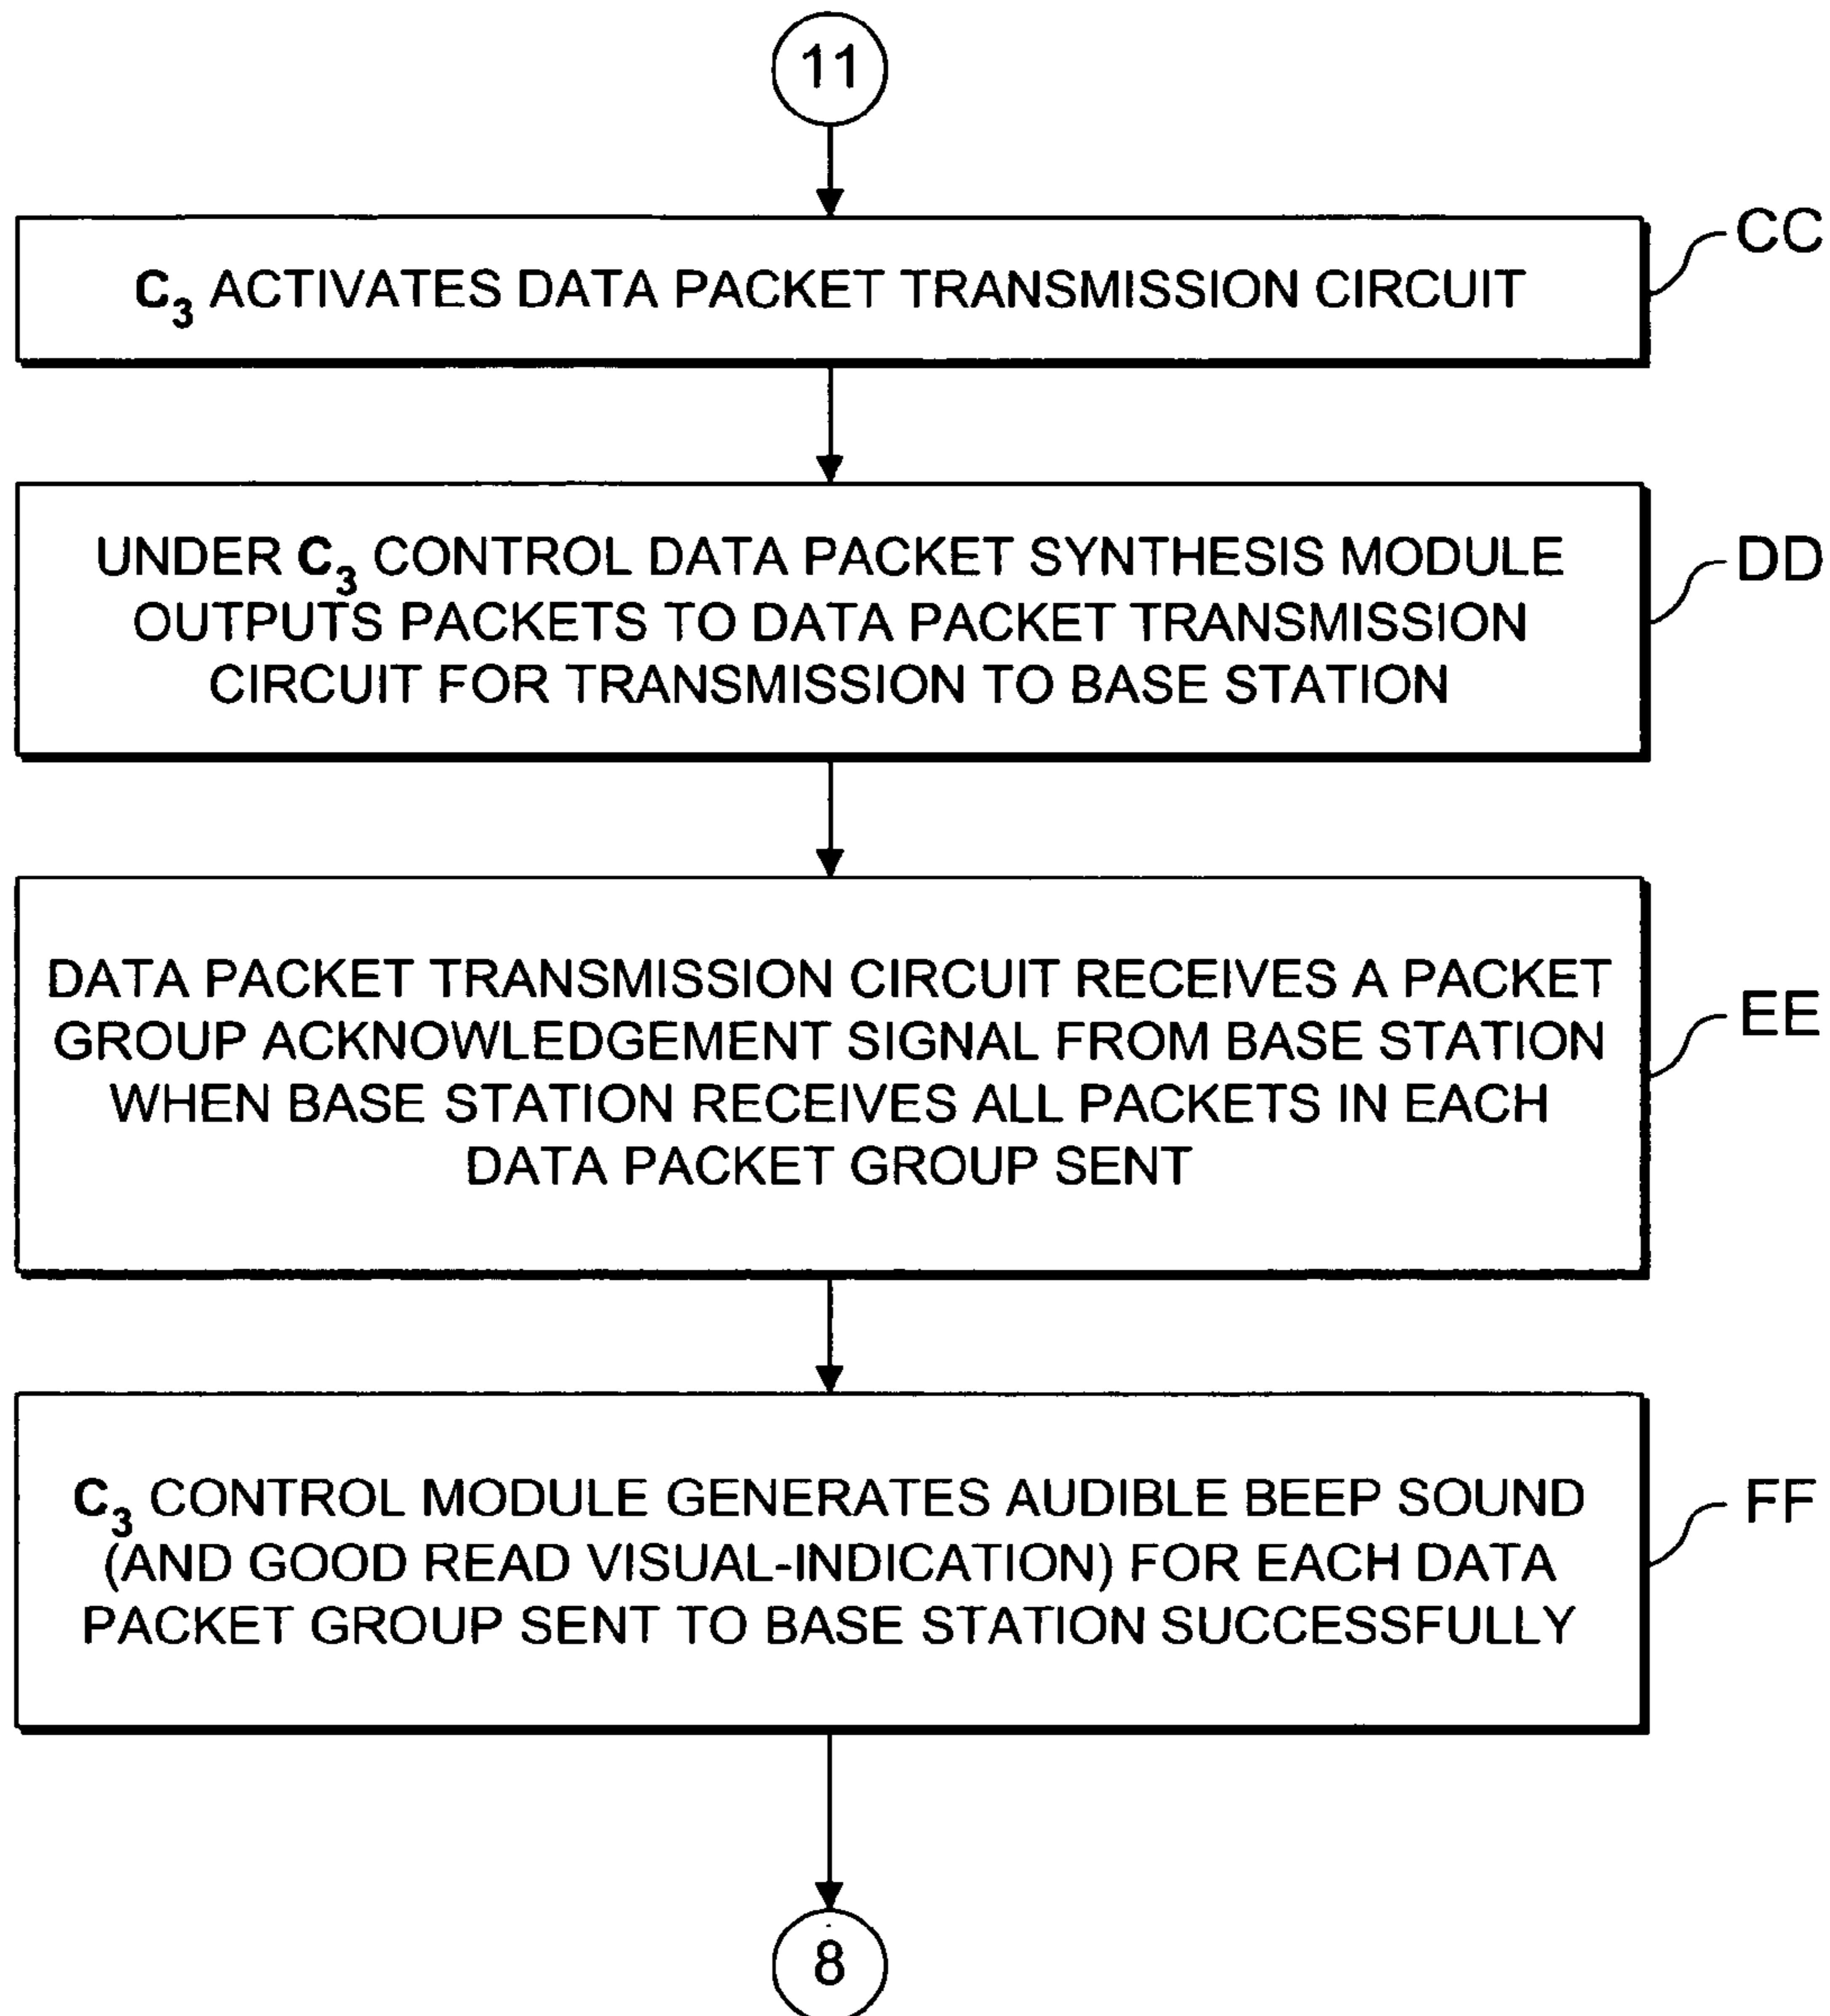 11
C₃ ACTIVATES DATA PACKET TRANSMISSION CIRCUIT
CC
UNDER C₃ CONTROL DATA PACKET SYNTHESIS MODULE
OUTPUTS PACKETS TO DATA PACKET TRANSMISSION
CIRCUIT FOR TRANSMISSION TO BASE STATION
DD
DATA PACKET TRANSMISSION CIRCUIT RECEIVES A PACKET
GROUP ACKNOWLEDGEMENT SIGNAL FROM BASE STATION
WHEN BASE STATION RECEIVES ALL PACKETS IN EACH
DATA PACKET GROUP SENT
EE
C₃ CONTROL MODULE GENERATES AUDIBLE BEEP SOUND
(AND GOOD READ VISUAL-INDICATION) FOR EACH DATA
PACKET GROUP SENT TO BASE STATION SUCCESSFULLY
FF
8